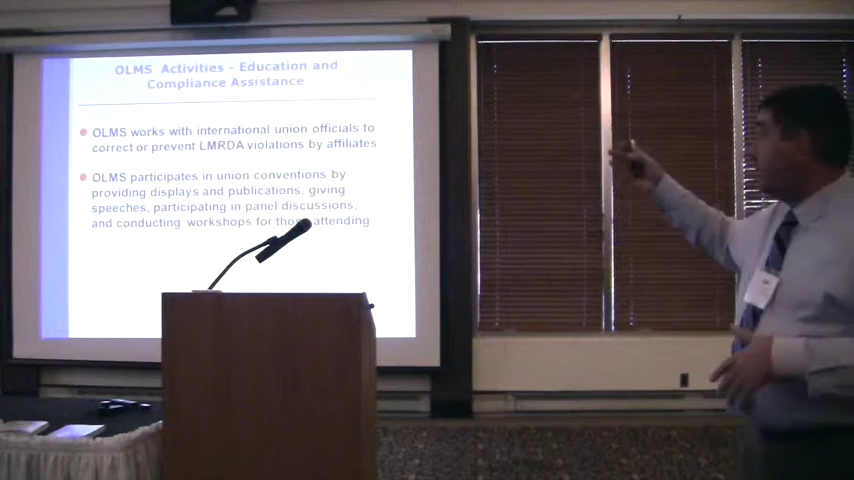 OLMS Activities - Education and
Compliance Assistance
OLMS works with international union officials to
correct or prevent LMRDA violations by affiliates
OLMS participates in union conventions by
providing displays and publications, giving
speeches, participating in panel discussions,
and conducting workshops for those attending